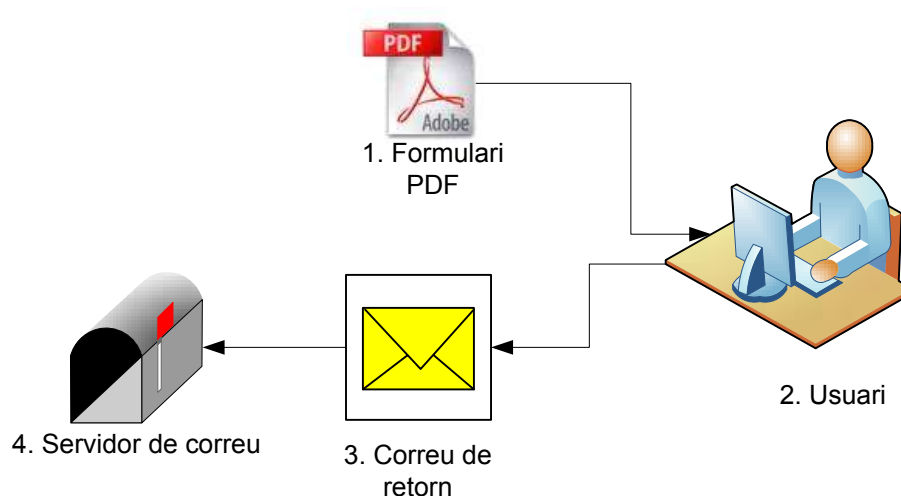 PDF
Adobe
1. Formulari
PDF
2. Usuari
4. Servidor de correu
3. Correu de
retorn